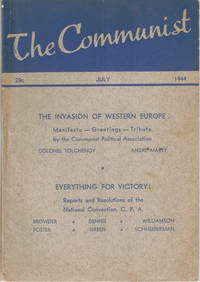 The Communist
25c JULY 1944
THE INVASION OF WESTERN EUROPE
Manifesto — Greetings — Tribute
by the Communist Political Association
COLONEL TOLCHENOV ANDRE MARTY
EVERYTHING FOR VICTORY!
Reports and Resolutions of the
National Convention, C. P. A.
BROWDER • DENNIS • WILLIAMSON
FOSTER GREEN SCHNEIDERMAN